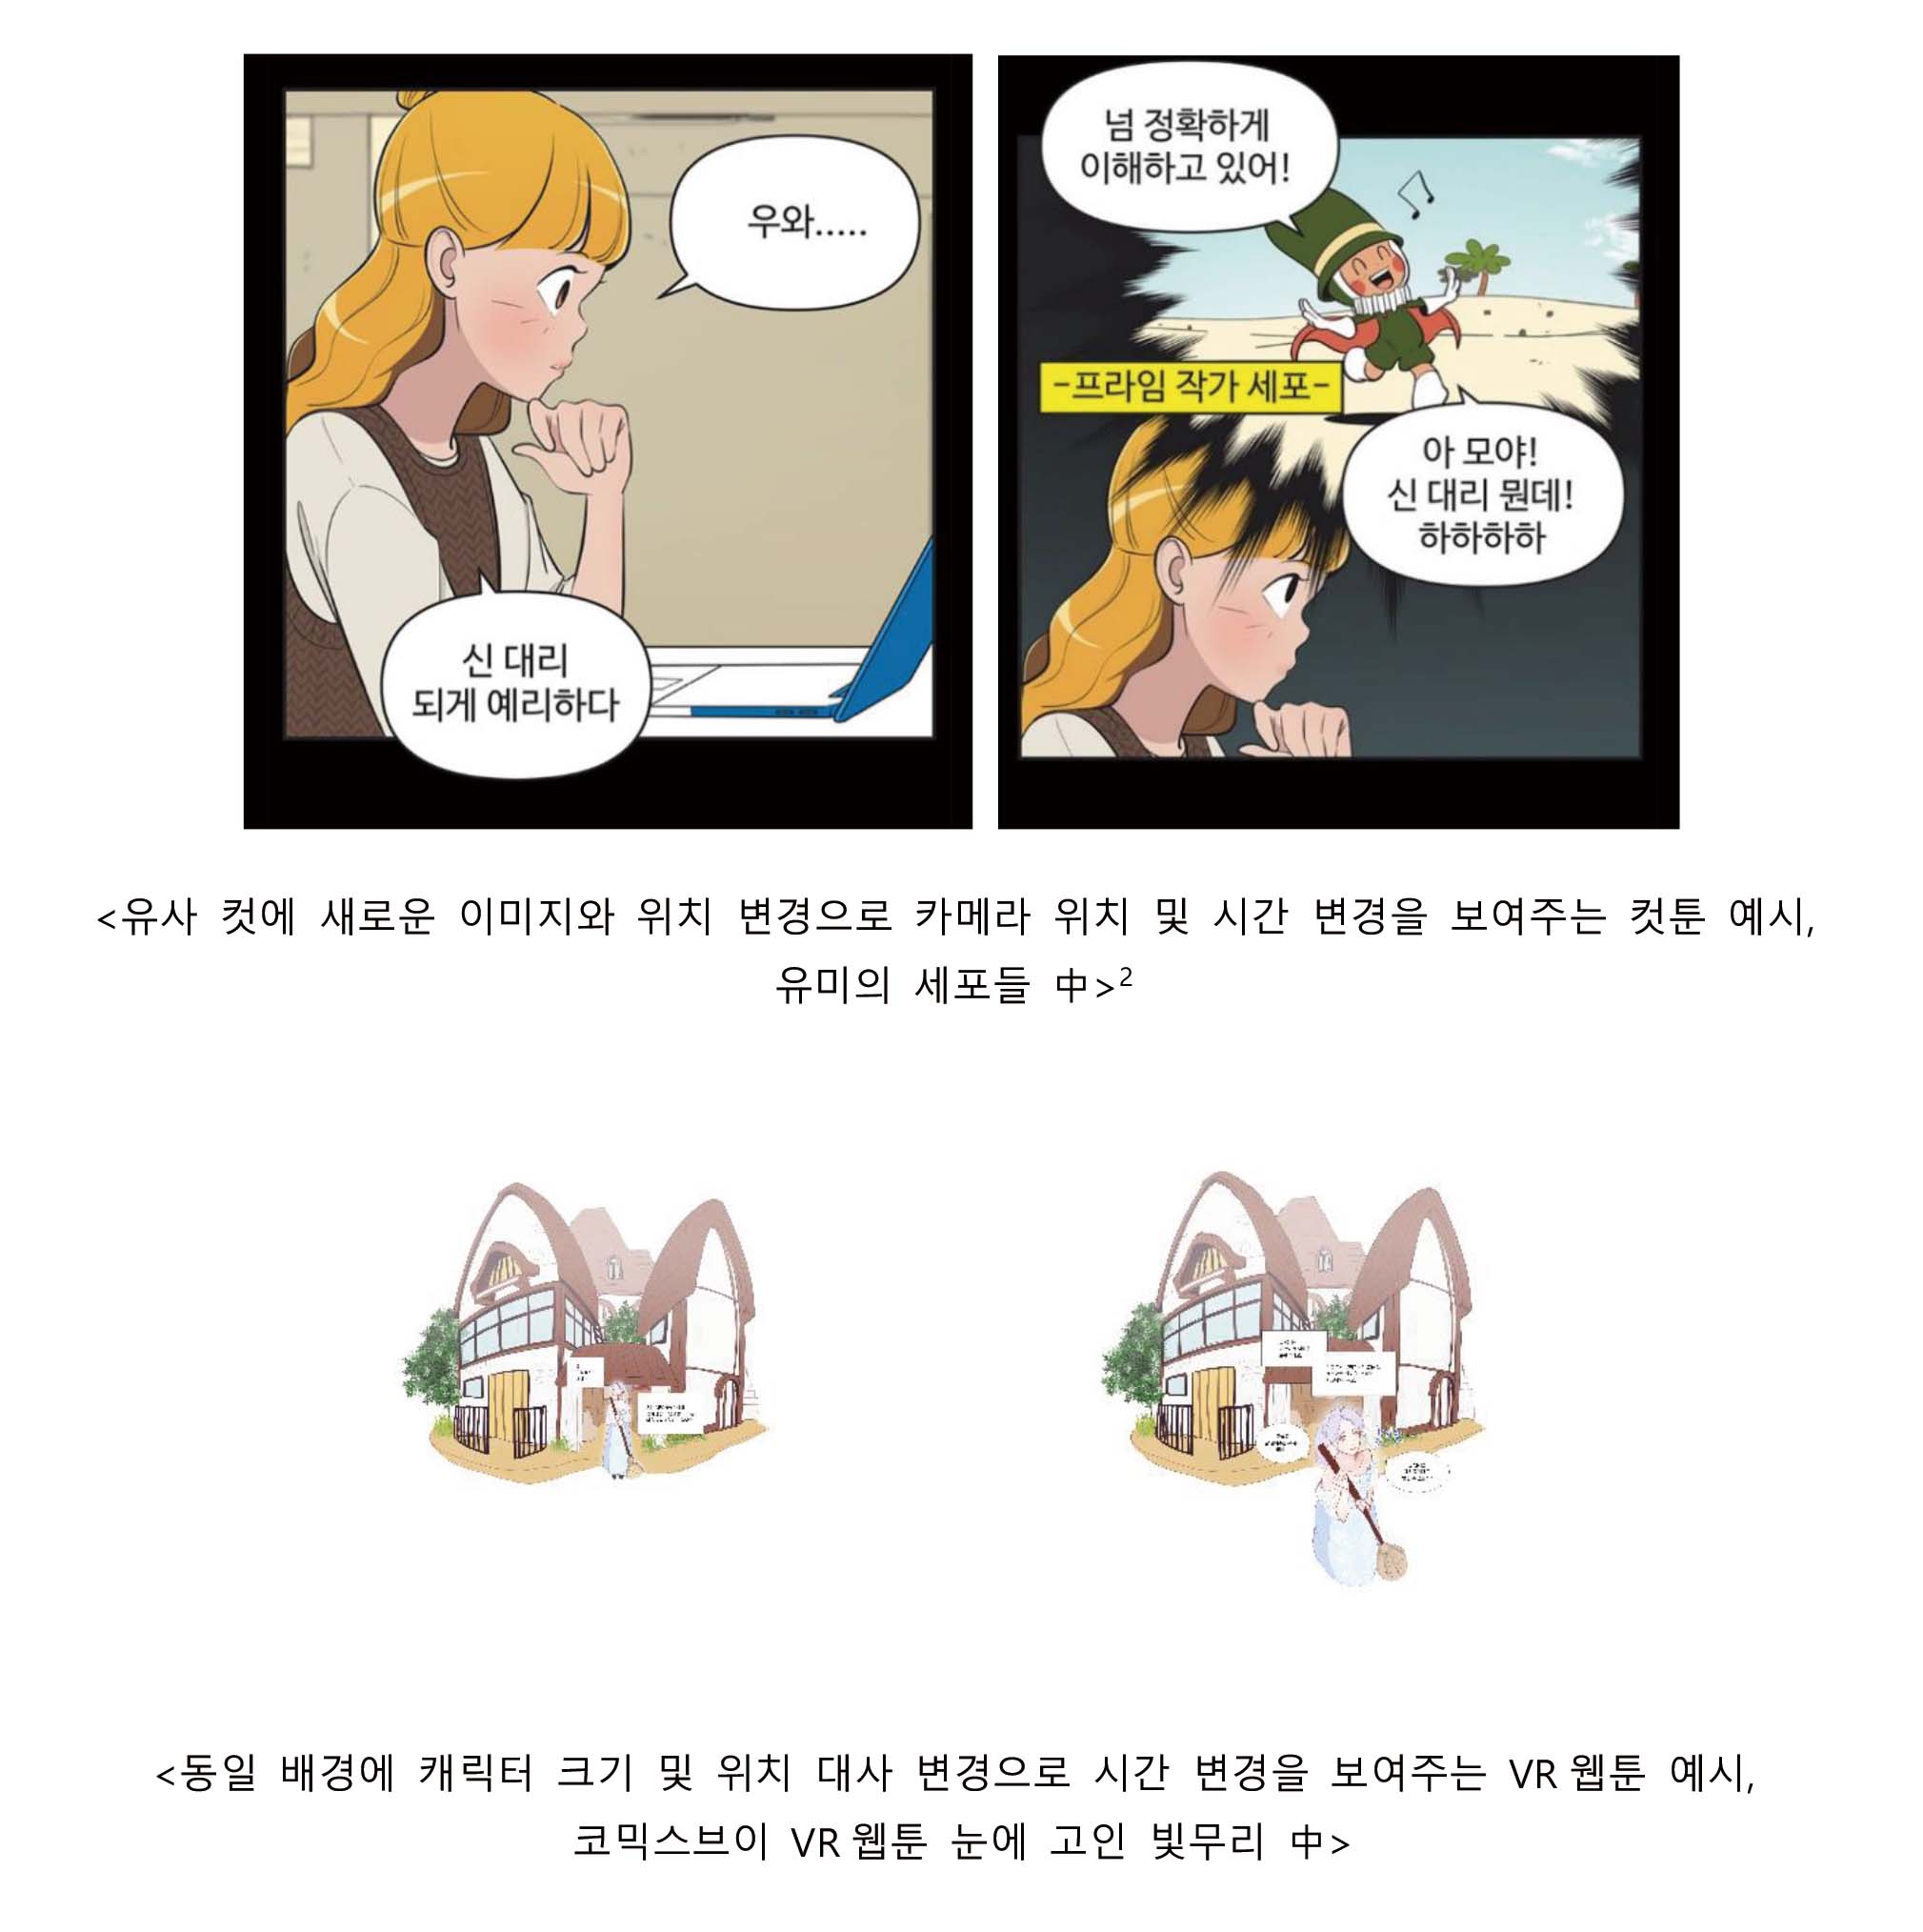 우와.....
신 대리
되게 예리하다
넘 정확하게
이해하고 있어!
-프라임 작가 세포-
아 모야!
신 대리 뭔데!
하하하하
<유사 컷에 새로운 이미지와 위치 변경으로 카메라 위치 및 시간 변경을 보여주는 컷툰 예시,
유미의 세포들 中>2
<동일 배경에 캐릭터 크기 및 위치 대사 변경으로 시간 변경을 보여주는 VR 웹툰 예시,
코믹스브이 VR 웹툰 눈에 고인 빛무리 中>